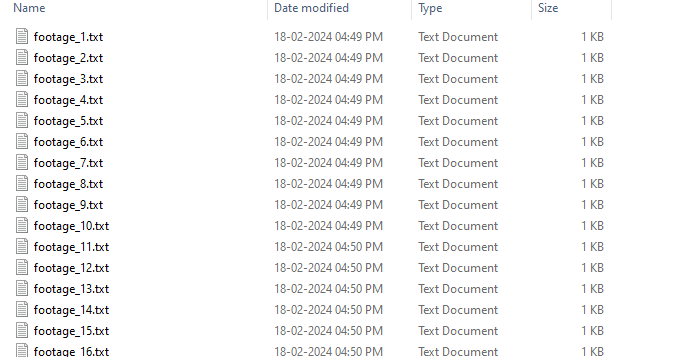 Name Date modified Type Size
footage_1.txt 18-02-2024 04:49 PM Text Document 1 KB
footage_2.txt 18-02-2024 04:49 PM Text Document 1 KB
footage_3.txt 18-02-2024 04:49 PM Text Document 1 KB
footage_4.txt 18-02-2024 04:49 PM Text Document 1 KB
footage_5.txt 18-02-2024 04:49 PM Text Document 1 KB
footage_6.txt 18-02-2024 04:49 PM Text Document 1 KB
footage_7.txt 18-02-2024 04:49 PM Text Document 1 KB
footage_8.txt 18-02-2024 04:49 PM Text Document 1 KB
footage_9.txt 18-02-2024 04:49 PM Text Document 1 KB
footage_10.txt 18-02-2024 04:49 PM Text Document 1 KB
footage_11.txt 18-02-2024 04:50 PM Text Document 1 KB
footage_12.txt 18-02-2024 04:50 PM Text Document 1 KB
footage_13.txt 18-02-2024 04:50 PM Text Document 1 KB
footage_14.txt 18-02-2024 04:50 PM Text Document 1 KB
footage_15.txt 18-02-2024 04:50 PM Text Document 1 KB
footage_16.txt 18-02-2024 04:50 PM Text Document 1 KB